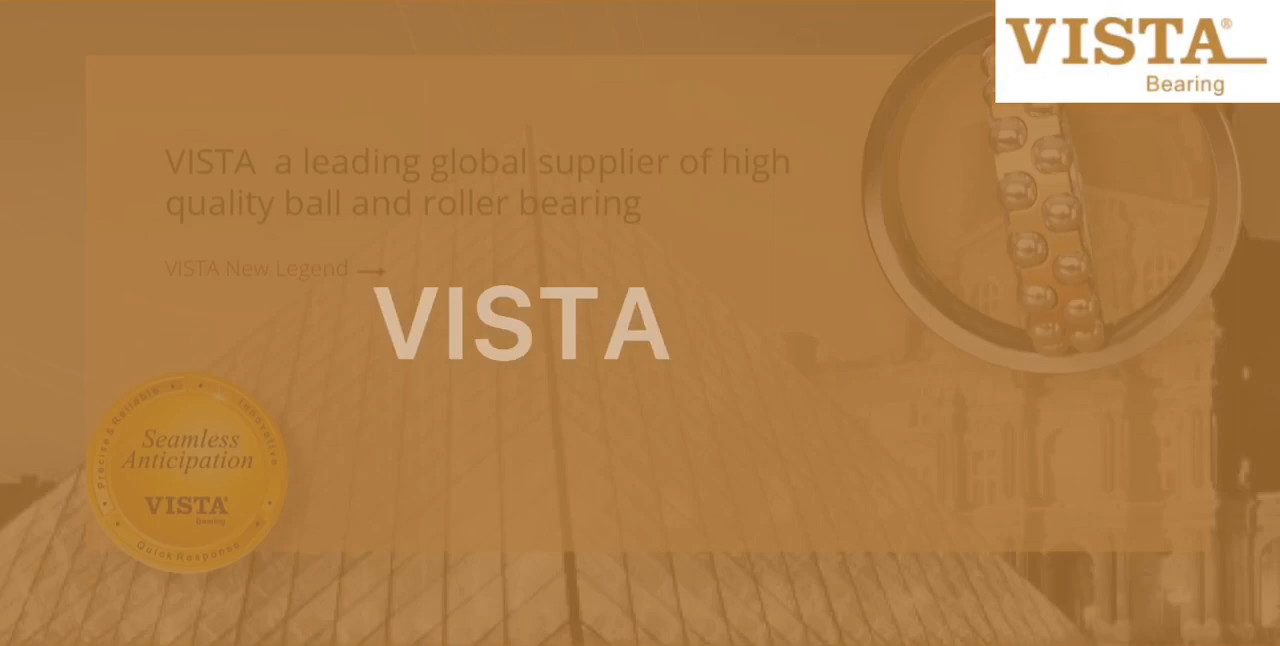 VISTA®
Bearing
VISTA a leading global supplier of high
quality ball and roller bearing
VISTA New Legend
VISTA
Precise & Reliable
Innovative
Seamless
Anticipation
VISTA
Bearing
Quick Response